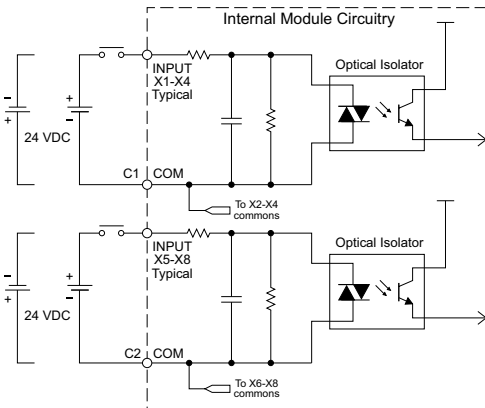 Internal Module Circuitry
INPUT
X1-X4
Typical
Optical Isolator
-
+
+
-
24 VDC
C1 COM
To X2-X4
commons
INPUT
X5-X8
Typical
Optical Isolator
-
+
+
-
24 VDC
C2 COM
To X6-X8
commons